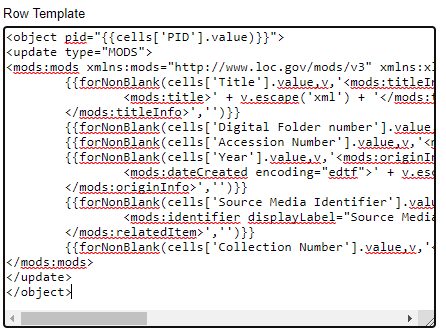 Row Template
<object pid="{{cells['PID'].value)}}">
<update type="MODS">
<mods:mods xmlns:mods="http://www.loc.gov/mods/v3" xmlns:xl
{{forNonBlank(cells['Title'].value,v,'<mods:titleIn
<mods:title>' + v.escape('xml') + '</mods:t
</mods:titleInfo>','')}}
{{forNonBlank(cells['Digital Folder number'].value,
{{forNonBlank(cells['Accession Number'].value,v,'<m
{{forNonBlank(cells['Year'].value,v,'<mods:originIn
<mods:dateCreated encoding="edtf">' + v.esc
</mods:originInfo>','')}}
{{forNonBlank(cells['Source Media Identifier'].valu
<mods:identifier displayLabel="Source Media
</mods:relatedItem>','')}}
{{forNonBlank(cells['Collection Number'].value,v,'<
</mods:mods>
</update>
</object>